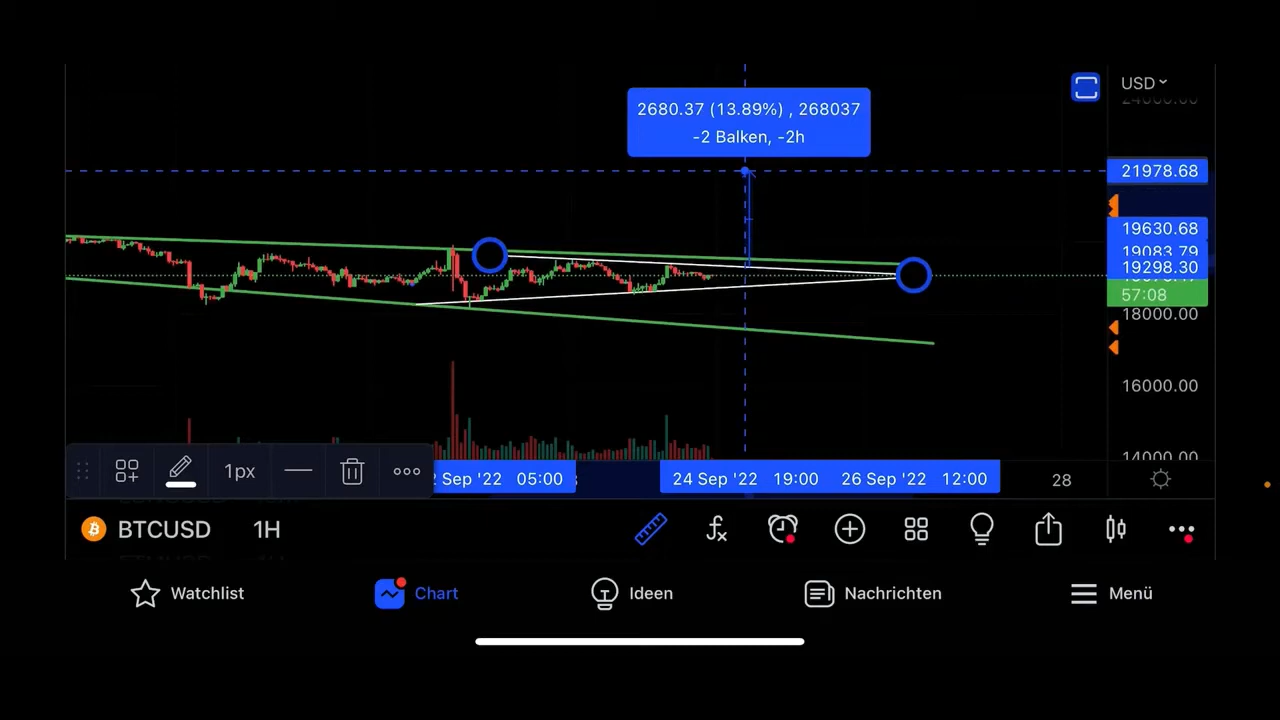 USD
2680.37 (13.89%) , 268037
-2 Balken, -2h
21978.68
19630.68
19083.79
19298.30
57:08
18000.00
16000.00
14000.00
1px
Sep '22 05:00
24 Sep '22 19:00
26 Sep '22 12:00
28
BTCUSD 1H
Watchlist
Chart
Ideen
Nachrichten
Menü